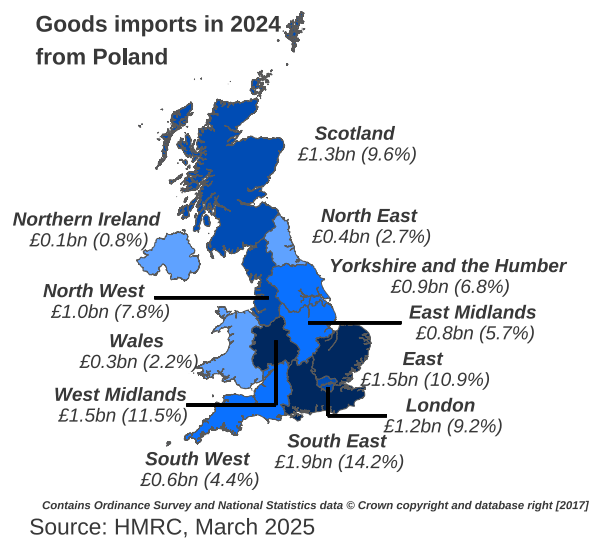 Goods imports in 2024
from Poland
Scotland
£1.3bn (9.6%)
Northern Ireland
£0.1bn (0.8%)
North East
£0.4bn (2.7%)
Yorkshire and the Humber
£0.9bn (6.8%)
North West
£1.0bn (7.8%)
East Midlands
£0.8bn (5.7%)
Wales
£0.3bn (2.2%)
East
£1.5bn (10.9%)
West Midlands
£1.5bn (11.5%)
London
£1.2bn (9.2%)
South East
£1.9bn (14.2%)
South West
£0.6bn (4.4%)
Contains Ordinance Survey and National Statistics data © Crown copyright and database right [2017]
Source: HMRC, March 2025